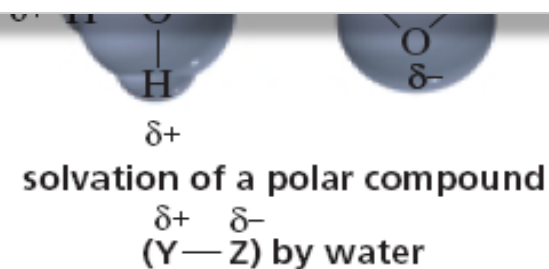 H O
O
δ–
H
δ+
solvation of a polar compound
δ+ δ–
(Y—Z) by water